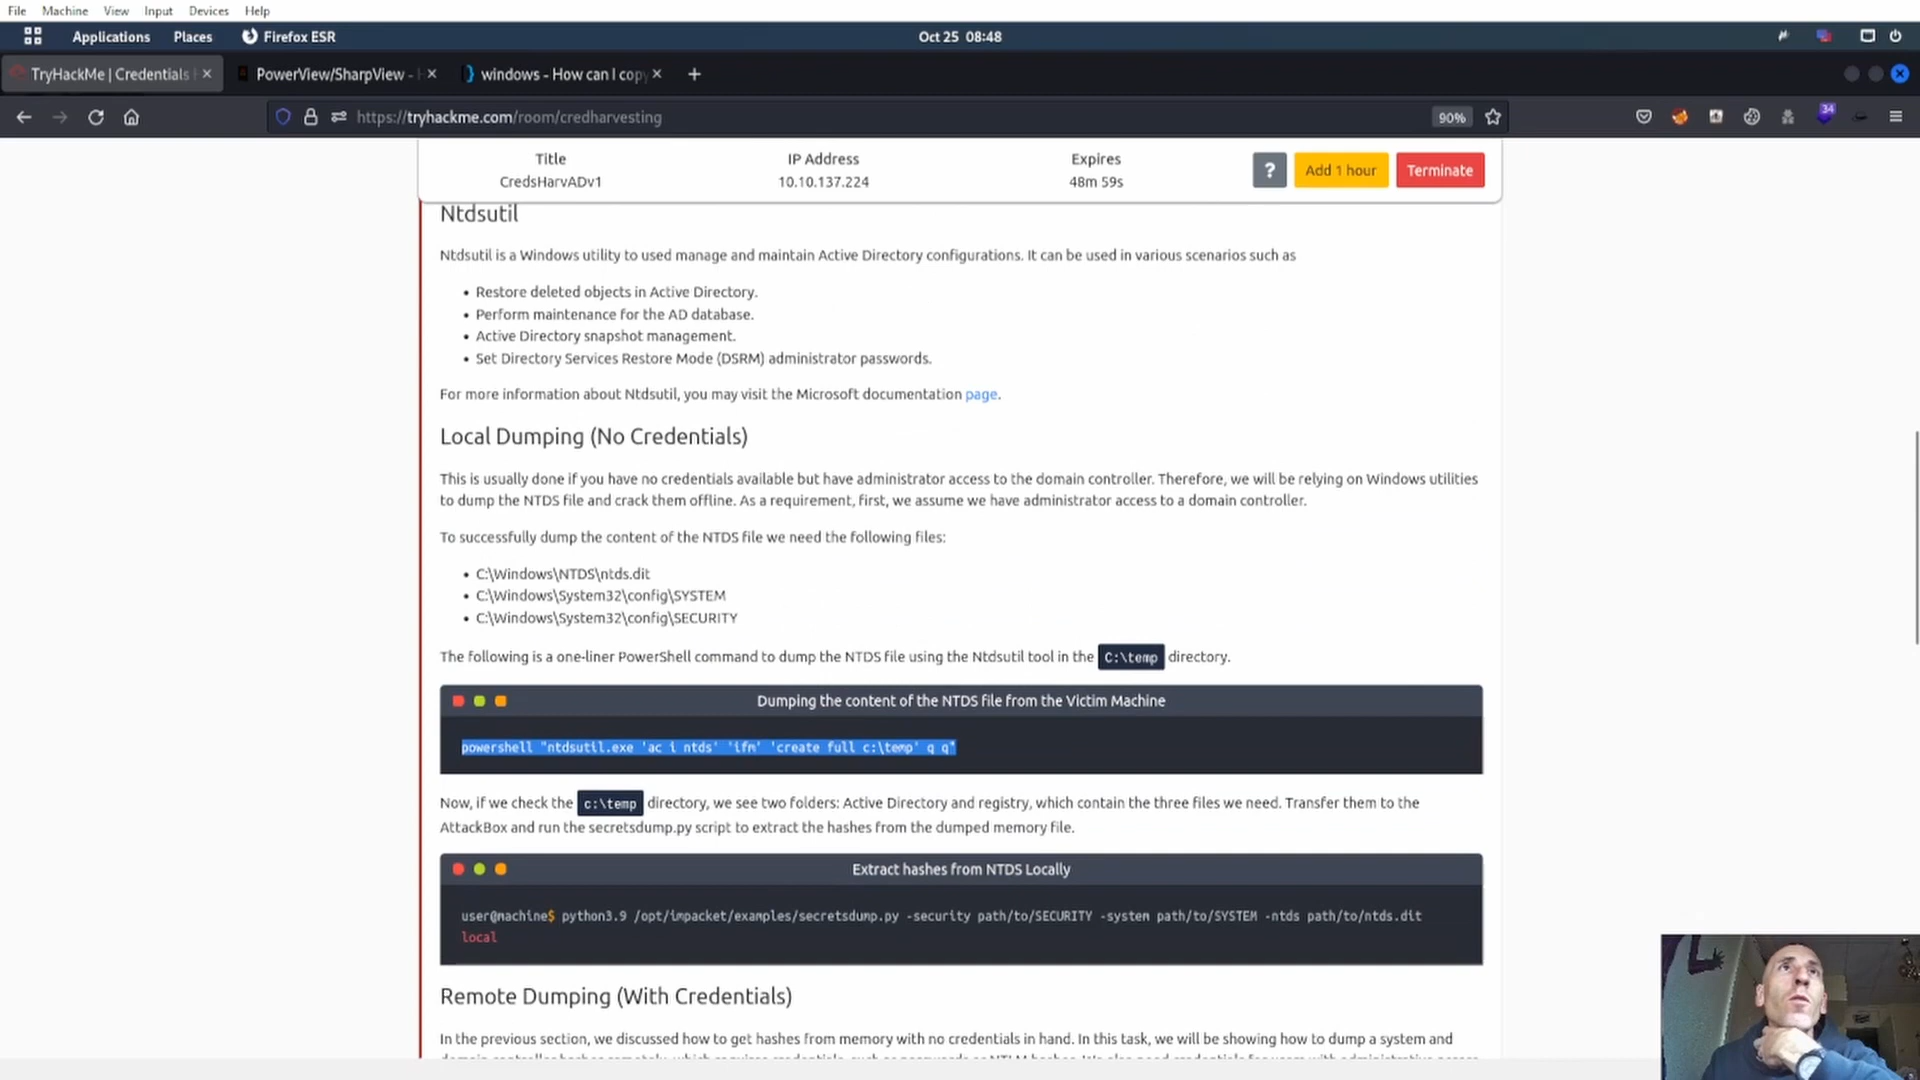 File Machine View Input Devices Help
Applications Places Firefox ESR Oct 25 08:48
TryHackMe | Credentials PowerView/SharpView - windows - How can I copy
https://tryhackme.com/room/credharvesting 90% 34
Title IP Address Expires
CredsHarvADv1 10.10.137.224 48m 59s ? Add 1 hour Terminate
Ntdsutil
Ntdsutil is a Windows utility to used manage and maintain Active Directory configurations. It can be used in various scenarios such as
• Restore deleted objects in Active Directory.
• Perform maintenance for the AD database.
• Active Directory snapshot management.
• Set Directory Services Restore Mode (DSRM) administrator passwords.
For more information about Ntdsutil, you may visit the Microsoft documentation page.
Local Dumping (No Credentials)
This is usually done if you have no credentials available but have administrator access to the domain controller. Therefore, we will be relying on Windows utilities
to dump the NTDS file and crack them offline. As a requirement, first, we assume we have administrator access to a domain controller.
To successfully dump the content of the NTDS file we need the following files:
• C:\Windows\NTDS\ntds.dit
• C:\Windows\System32\config\SYSTEM
• C:\Windows\System32\config\SECURITY
The following is a one-liner PowerShell command to dump the NTDS file using the Ntdsutil tool in the C:\temp directory.
Dumping the content of the NTDS file from the Victim Machine
powershell "ntdsutil.exe 'ac i ntds' 'ifm' 'create full c:\temp' q q"
Now, if we check the c:\temp directory, we see two folders: Active Directory and registry, which contain the three files we need. Transfer them to the
AttackBox and run the secretsdump.py script to extract the hashes from the dumped memory file.
Extract hashes from NTDS Locally
user@machine$ python3.9 /opt/impacket/examples/secretsdump.py -security path/to/SECURITY -system path/to/SYSTEM -ntds path/to/ntds.dit
local
Remote Dumping (With Credentials)
In the previous section, we discussed how to get hashes from memory with no credentials in hand. In this task, we will be showing how to dump a system and